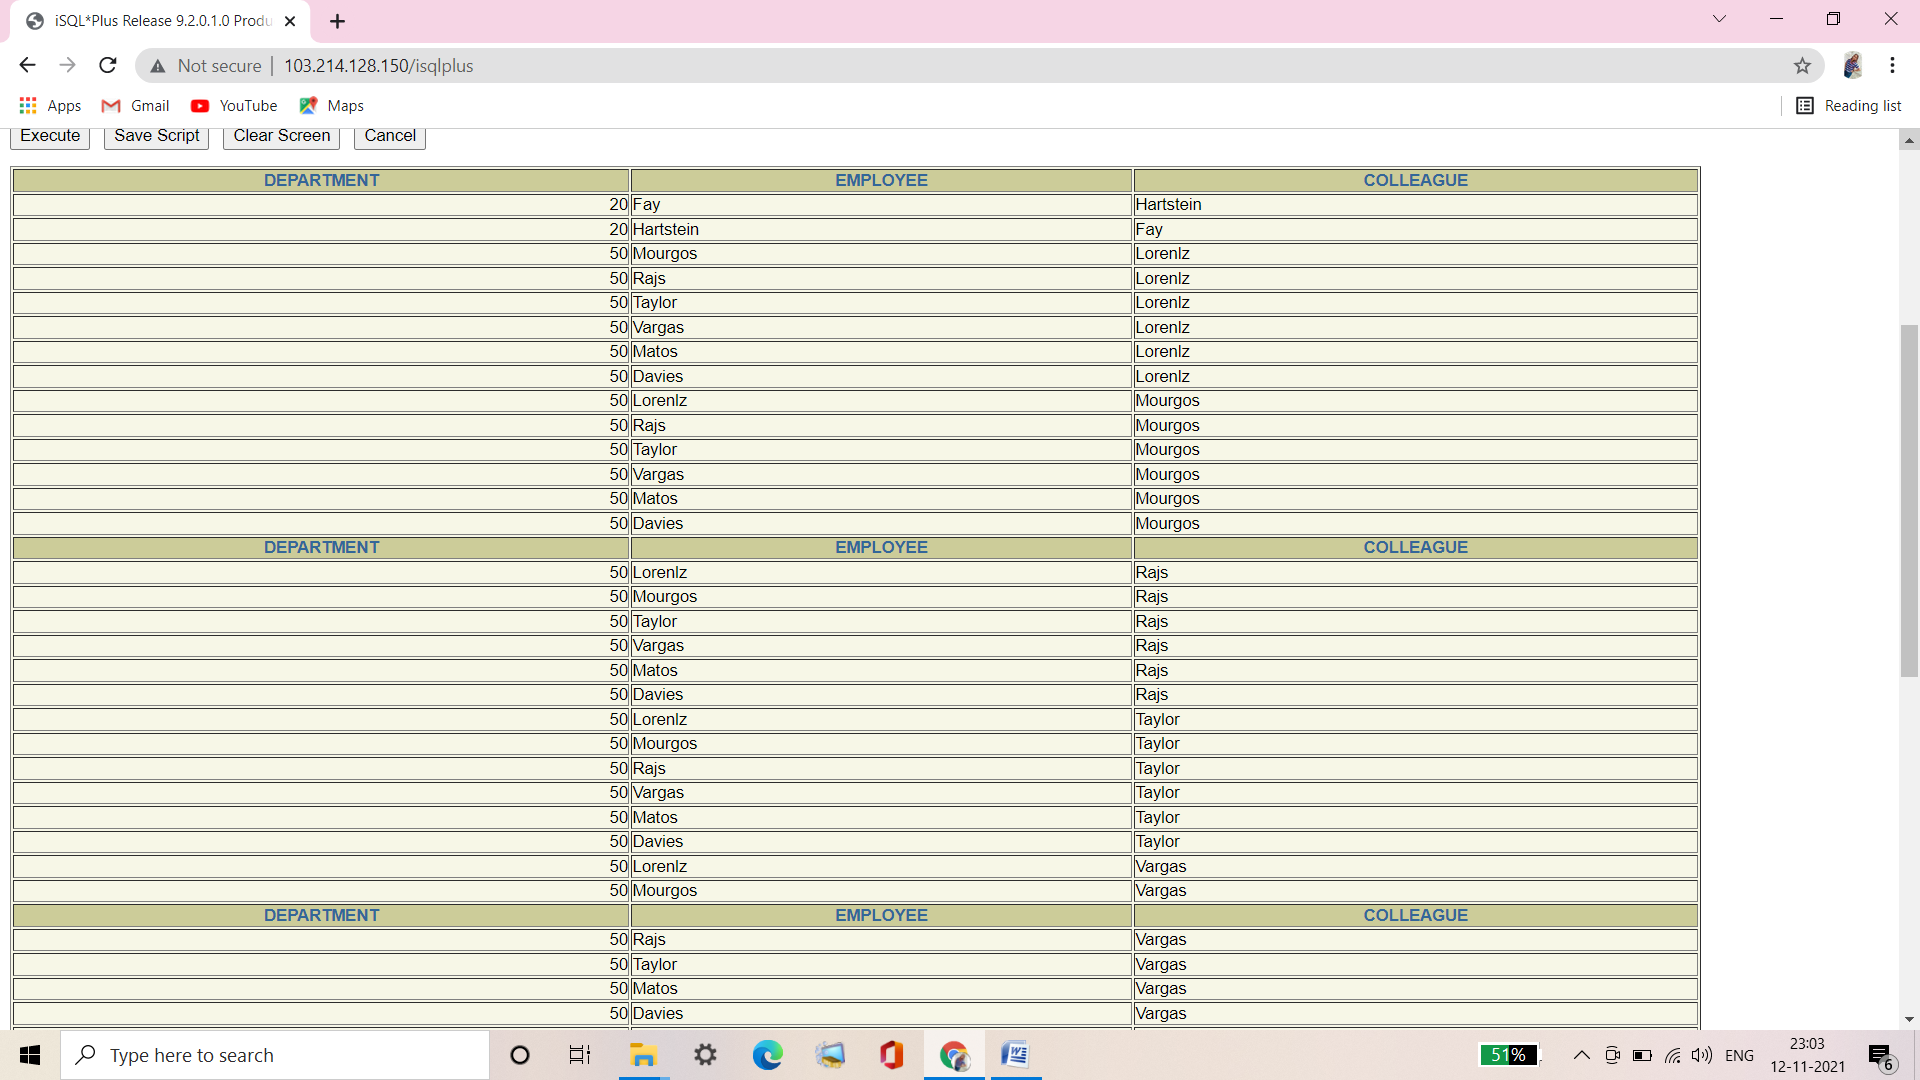 iSQL*Plus Release 9.2.0.1.0 Produ
Not secure | 103.214.128.150/isqlplus
Apps Gmail YouTube Maps Reading list
Execute Save Script Clear Screen Cancel
DEPARTMENT EMPLOYEE COLLEAGUE
20 Fay Hartstein
20 Hartstein Fay
50 Mourgos Lorenlz
50 Rajs Lorenlz
50 Taylor Lorenlz
50 Vargas Lorenlz
50 Matos Lorenlz
50 Davies Lorenlz
50 Lorenlz Mourgos
50 Rajs Mourgos
50 Taylor Mourgos
50 Vargas Mourgos
50 Matos Mourgos
50 Davies Mourgos
DEPARTMENT EMPLOYEE COLLEAGUE
50 Lorenlz Rajs
50 Mourgos Rajs
50 Taylor Rajs
50 Vargas Rajs
50 Matos Rajs
50 Davies Rajs
50 Lorenlz Taylor
50 Mourgos Taylor
50 Rajs Taylor
50 Vargas Taylor
50 Matos Taylor
50 Davies Taylor
50 Lorenlz Vargas
50 Mourgos Vargas
DEPARTMENT EMPLOYEE COLLEAGUE
50 Rajs Vargas
50 Taylor Vargas
50 Matos Vargas
50 Davies Vargas
Type here to search
51%
ENG
23:03
12-11-2021
6